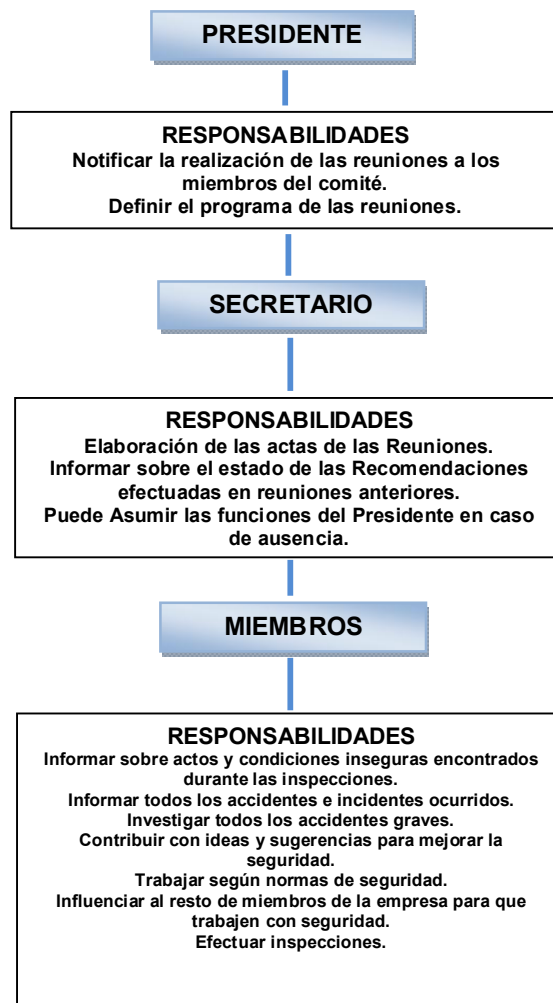 PRESIDENTE
RESPONSABILIDADES
Notificar la realización de las reuniones a los
miembros del comité.
Definir el programa de las reuniones.
SECRETARIO
RESPONSABILIDADES
Elaboración de las actas de las Reuniones.
Informar sobre el estado de las Recomendaciones
efectuadas en reuniones anteriores.
Puede Asumir las funciones del Presidente en caso
de ausencia.
MIEMBROS
RESPONSABILIDADES
Informar sobre actos y condiciones inseguras encontrados
durante las inspecciones.
Informar todos los accidentes e incidentes ocurridos.
Investigar todos los accidentes graves.
Contribuir con ideas y sugerencias para mejorar la
seguridad.
Trabajar según normas de seguridad.
Influenciar al resto de miembros de la empresa para que
trabajen con seguridad.
Efectuar inspecciones.